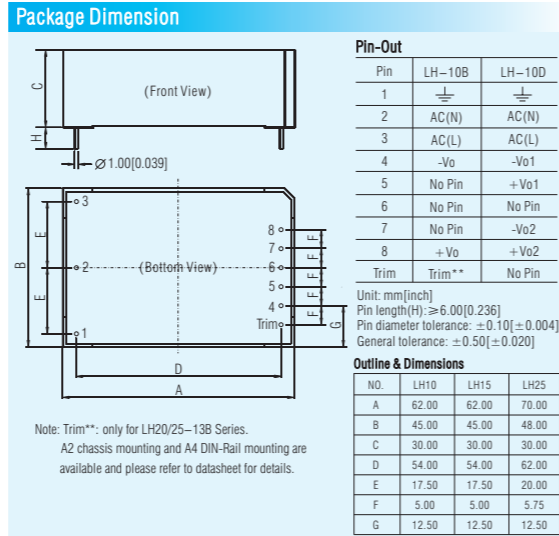 Package Dimension
C
H
(Front View)
Ø1.00[0.039]
B
E
E
3
2
1
(Bottom View)
8
7
6
5
4
Trim
F
F
F
F
F
G
D
A
Note: Trim**: only for LH20/25-13B Series.
A2 chassis mounting and A4 DIN-Rail mounting are
available and please refer to datasheet for details.
Pin-Out
Pin LH-10B LH-10D
1 ⏚ ⏚
2 AC(N) AC(N)
3 AC(L) AC(L)
4 -Vo -Vo1
5 No Pin +Vo1
6 No Pin No Pin
7 No Pin -Vo2
8 +Vo +Vo2
Trim Trim** No Pin
Unit: mm[inch]
Pin length(H):≥6.00[0.236]
Pin diameter tolerance: ±0.10[±0.004]
General tolerance: ±0.50[±0.020]
Outline & Dimensions
NO. LH10 LH15 LH25
A 62.00 62.00 70.00
B 45.00 45.00 48.00
C 30.00 30.00 30.00
D 54.00 54.00 62.00
E 17.50 17.50 20.00
F 5.00 5.00 5.75
G 12.50 12.50 12.50